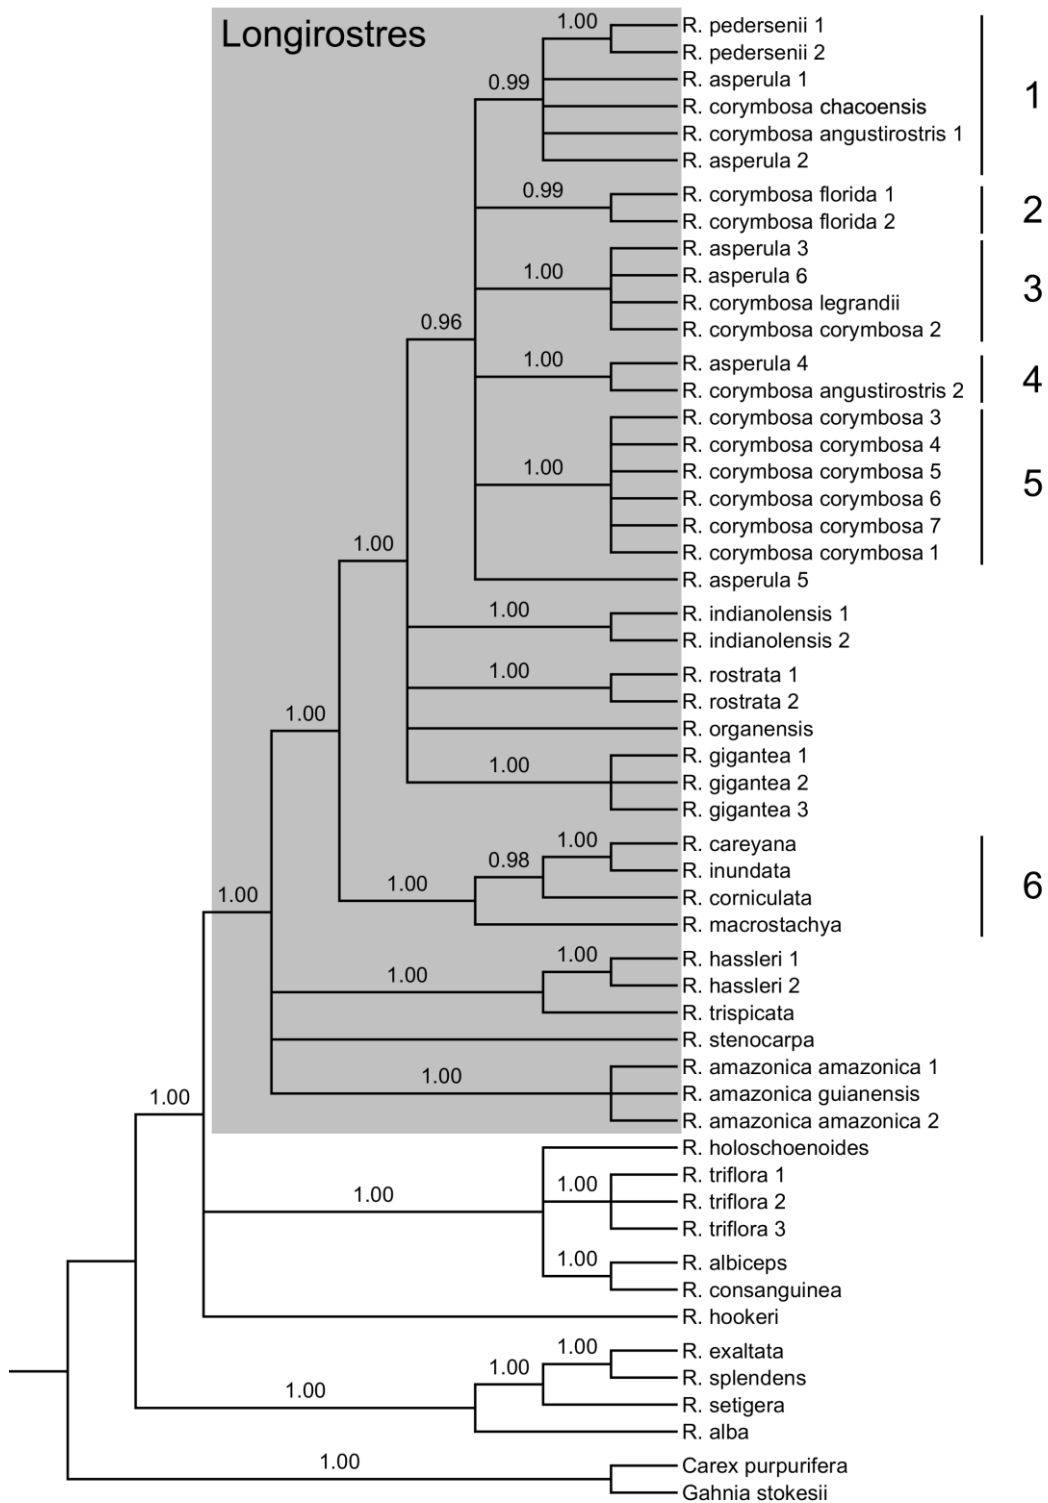 Longirostres
1.00
R. pedersenii 1
R. pedersenii 2
0.99
R. asperula 1
1
R. corymbosa chacoensis
R. corymbosa angustirostris 1
R. asperula 2
0.99
R. corymbosa florida 1
2
R. corymbosa florida 2
R. asperula 3
1.00
R. asperula 6
3
R. corymbosa legrandii
0.96
R. corymbosa corymbosa 2
1.00
R. asperula 4
4
R. corymbosa angustirostris 2
R. corymbosa corymbosa 3
R. corymbosa corymbosa 4
1.00
R. corymbosa corymbosa 5
5
R. corymbosa corymbosa 6
R. corymbosa corymbosa 7
1.00
R. corymbosa corymbosa 1
R. asperula 5
1.00
R. indianolensis 1
R. indianolensis 2
1.00
R. rostrata 1
R. rostrata 2
1.00
R. organensis
1.00
R. gigantea 1
R. gigantea 2
R. gigantea 3
1.00
R. careyana
0.98
R. inundata
6
1.00
1.00
R. corniculata
R. macrostachya
1.00
R. hassleri 1
1.00
R. hassleri 2
R. trispicata
R. stenocarpa
1.00
R. amazonica amazonica 1
1.00
R. amazonica guianensis
R. amazonica amazonica 2
R. holoschoenoides
R. triflora 1
1.00
1.00
R. triflora 2
R. triflora 3
1.00
R. albiceps
R. consanguinea
R. hookeri
1.00
R. exaltata
1.00
R. splendens
1.00
R. setigera
R. alba
1.00
Carex purpurifera
Gahnia stokesii